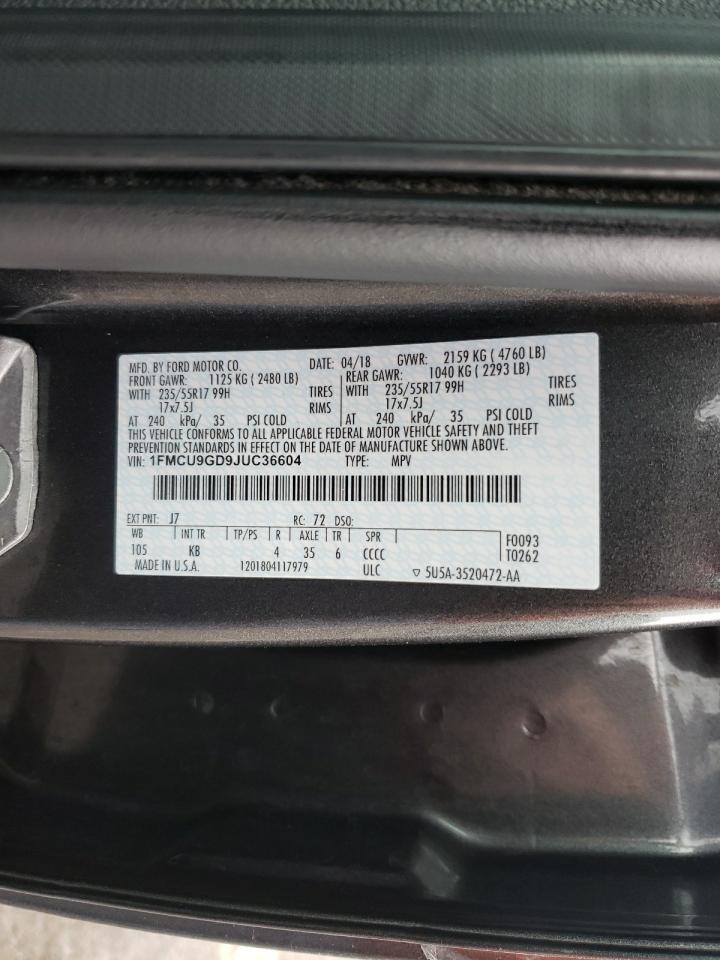 MFD. BY FORD MOTOR CO. DATE: 04/18 GVWR: 2159 KG ( 4760 LB)
FRONT GAWR: 1125 KG ( 2480 LB) REAR GAWR: 1040 KG ( 2293 LB)
WITH 235/55R17 99H TIRES WITH 235/55R17 99H TIRES
17x7.5J RIMS 17x7.5J RIMS
AT 240 kPa/ 35 PSI COLD AT 240 kPa/ 35 PSI COLD
THIS VEHICLE CONFORMS TO ALL APPLICABLE FEDERAL MOTOR VEHICLE SAFETY AND THEFT
PREVENTION STANDARDS IN EFFECT ON THE DATE OF MANUFACTURE SHOWN ABOVE.
VIN: 1FMCU9GD9JUC36604 TYPE: MPV
EXT PNT: J7 RC: 72 DSO:
WB INT TR TP/PS R AXLE TR SPR F0093
105 KB 4 35 6 CCCC T0262
MADE IN U.S.A. 1201804117979 ULC ▽ 5U5A-3520472-AA